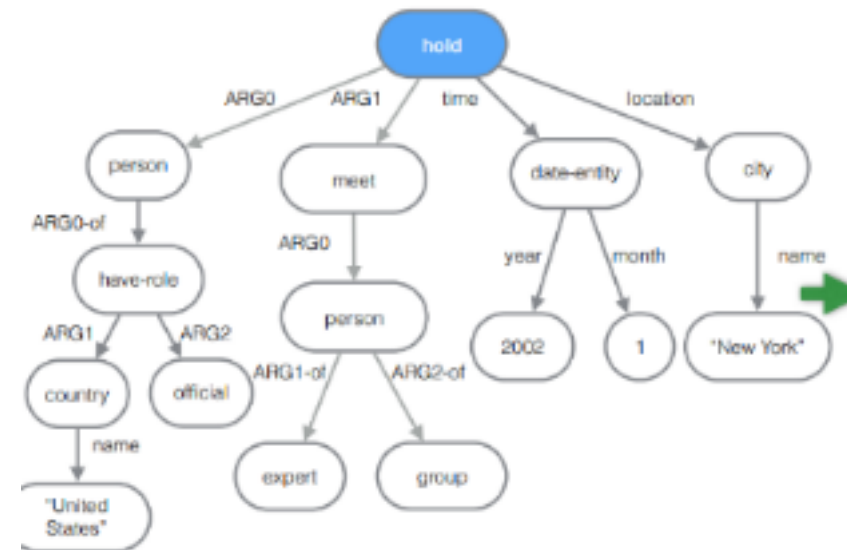 hold
ARG0
ARG1
time
location
person
meet
date-entity
city
ARG0-of
ARG0
year
month
name
have-role
person
2002
1
"New York"
ARG1
ARG2
ARG1-of
ARG2-of
country
official
name
expert
group
"United
States"